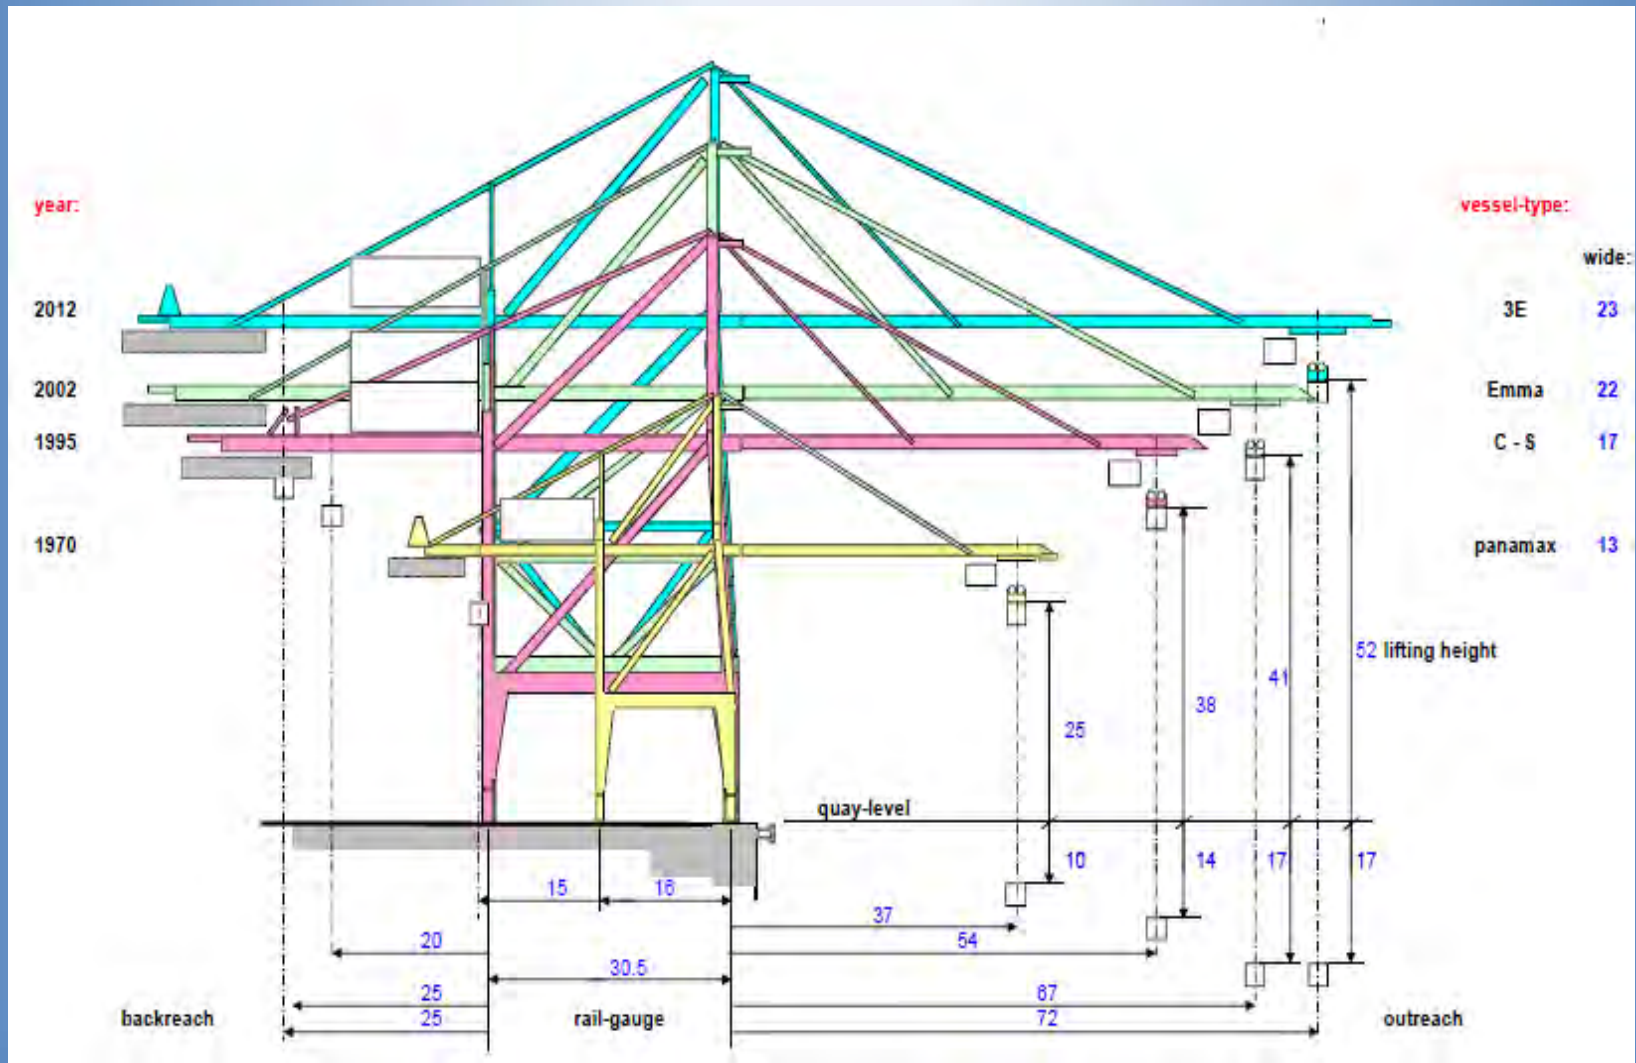 year:
vessel-type:
wide:
2012
3E 23
2002
Emma 22
1995
C - S 17
1970
panamax 13
52 lifting height
41
38
25
quay-level
10 14 17 17
15 16
37
20 54
30.5
25 67
backreach 25 rail-gauge 72 outreach